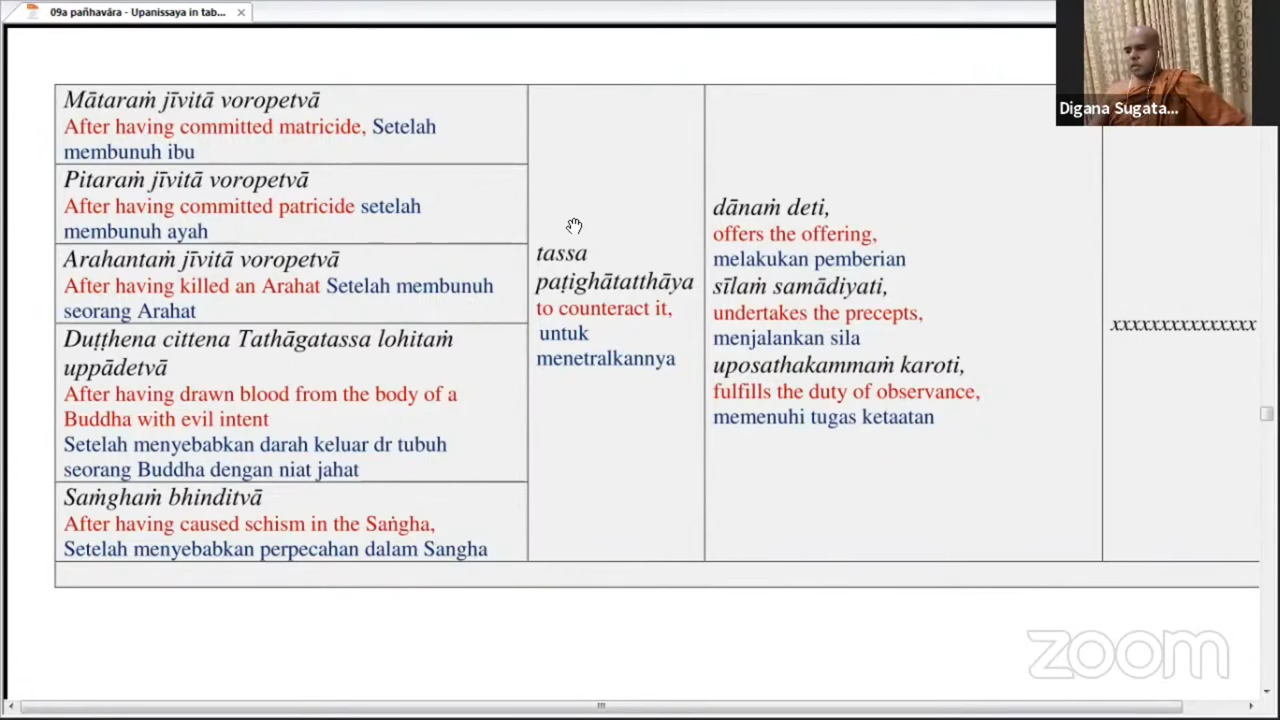 09a pañhavára - Upanissaya in tab...
Digana Sugata...
Mātaraṁ jīvitā voropetvā
After having committed matricide, Setelah
membunuh ibu
Pitaraṁ jīvitā voropetvā
After having committed patricide setelah
membunuh ayah
Arahantaṁ jīvitā voropetvā
After having killed an Arahat Setelah membunuh
seorang Arahat
Duṭṭhena cittena Tathāgatassa lohitaṁ
uppādetvā
After having drawn blood from the body of a
Buddha with evil intent
Setelah menyebabkan darah keluar dr tubuh
seorang Buddha dengan niat jahat
Saṁghaṁ bhinditvā
After having caused schism in the Saṅgha,
Setelah menyebabkan perpecahan dalam Sangha
tassa
paṭighātatthāya
to counteract it,
untuk
menetralkannya
dānaṁ deti,
offers the offering,
melakukan pemberian
sīlaṁ samādiyati,
undertakes the precepts,
menjalankan sila
uposathakammaṁ karoti,
fulfills the duty of observance,
memenuhi tugas ketaatan
xxxxxxxxxxxxxxx
zoom